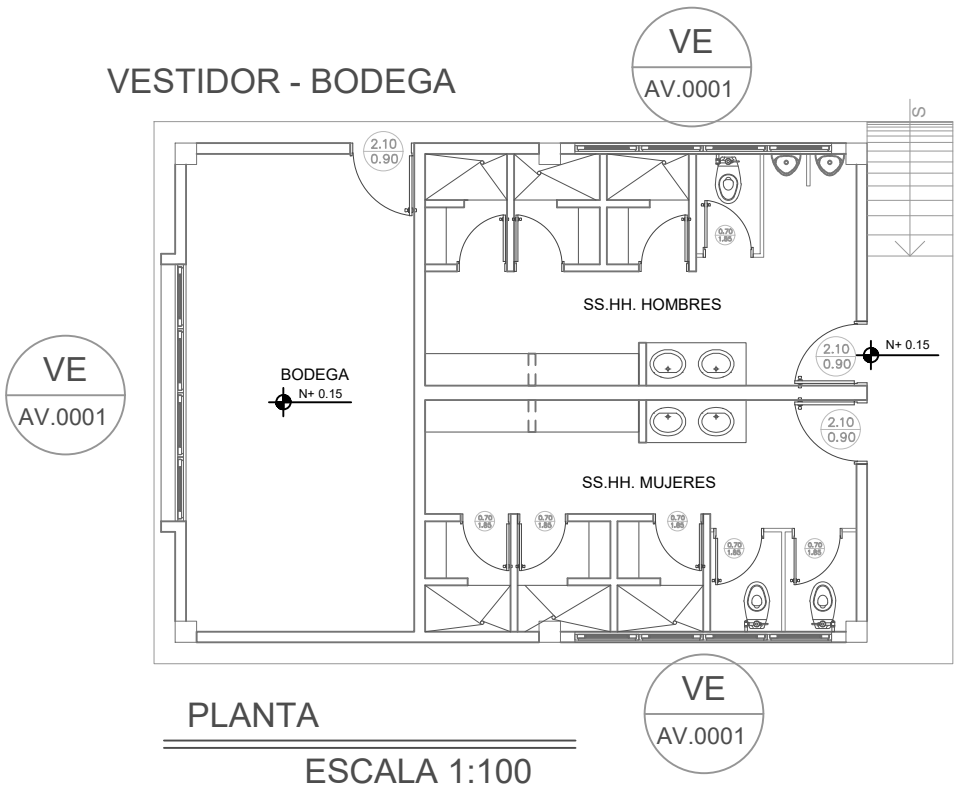 VE
AV.0001
VESTIDOR - BODEGA
S
2.10
0.90
0.70
1.85
SS.HH. HOMBRES
VE
AV.0001
BODEGA
N+ 0.15
2.10
0.90
N+ 0.15
2.10
0.90
SS.HH. MUJERES
0.70
1.85
0.70
1.85
0.70
1.85
0.70
1.85
0.70
1.85
VE
AV.0001
PLANTA
ESCALA 1:100